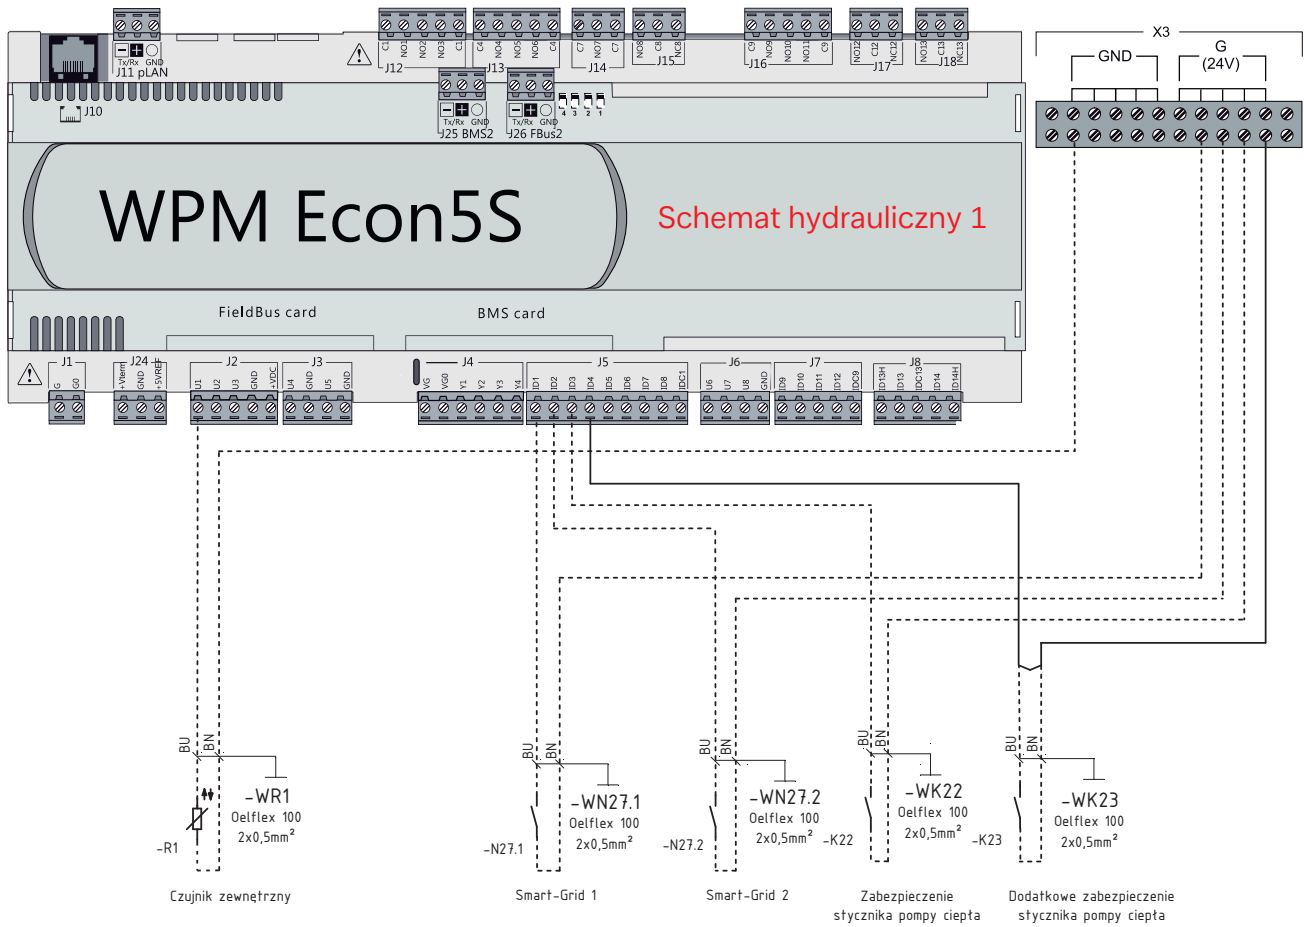 C1 NO1 NO2 NO3 C1
J12
C4 NO4 NO5 NO6 C4
J13
C7 NO7 C7
J14
NO8 C8 NC8
J15
C9 NO9 NO10 NO11 C9
J16
NO12 C12 NC12
J17
NO13 C13 NC13
J18
X3
GND
G
(24V)
Tx/Rx GND
J11 pLAN
J10
Tx/Rx GND
J25 BMS2
Tx/Rx GND
J26 FBus2
4 3 2 1
WPM Econ5S
Schemat hydrauliczny 1
FieldBus card
BMS card
J1
G G0
J24
+Vterm GND +5VREF
J2
U1 U2 U3 GND +VDC
J3
U4 GND U5 GND
J4
VG VG0 Y1 Y2 Y3 Y4
J5
ID1 ID2 ID3 ID4 ID5 ID6 ID7 ID8 IDC1
J6
U6 U7 U8 GND
J7
ID9 ID10 ID11 ID12 IDC9
J8
ID13H ID13 IDC13 ID14 ID14H
BU BN
-WR1
Oelflex 100
2x0,5mm²
-R1
Czujnik zewnętrzny
BU BN
-WN27.1
Oelflex 100
2x0,5mm²
-N27.1
Smart-Grid 1
BU BN
-WN27.2
Oelflex 100
2x0,5mm²
-N27.2
Smart-Grid 2
BU BN
-WK22
Oelflex 100
2x0,5mm²
-K22
Zabezpieczenie
stycznika pompy ciepła
BU BN
-WK23
Oelflex 100
2x0,5mm²
-K23
Dodatkowe zabezpieczenie
stycznika pompy ciepła